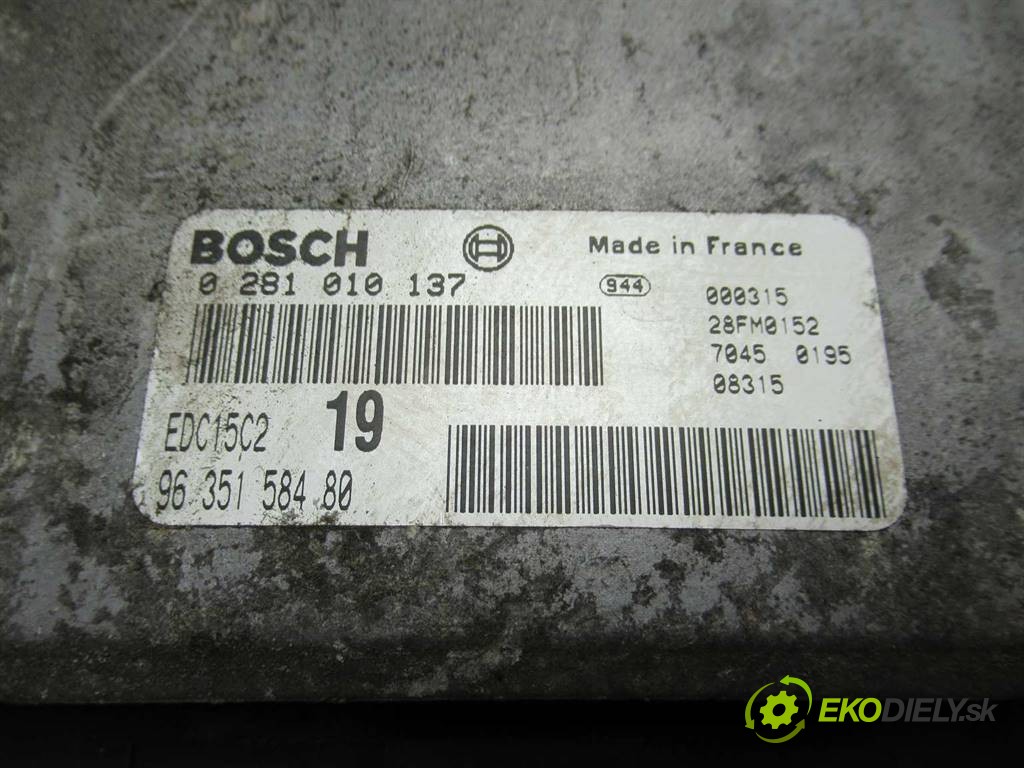 BOSCH Made in France
0 281 010 137 944 000315
28FM0152
7045 0195
08315
EDC15C2 19
96 351 584 80
EKODIELY.sk